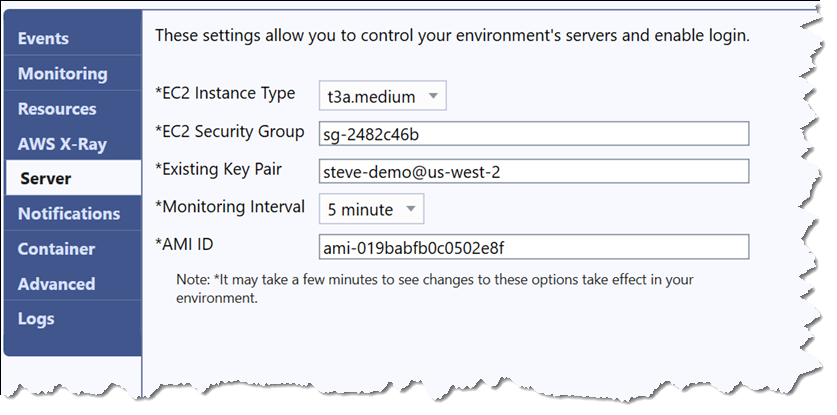 Events
Monitoring
Resources
AWS X-Ray
Server
Notifications
Container
Advanced
Logs
These settings allow you to control your environment's servers and enable login.
*EC2 Instance Type t3a.medium
*EC2 Security Group sg-2482c46b
*Existing Key Pair steve-demo@us-west-2
*Monitoring Interval 5 minute
*AMI ID ami-019babfb0c0502e8f
Note: *It may take a few minutes to see changes to these options take effect in your
environment.